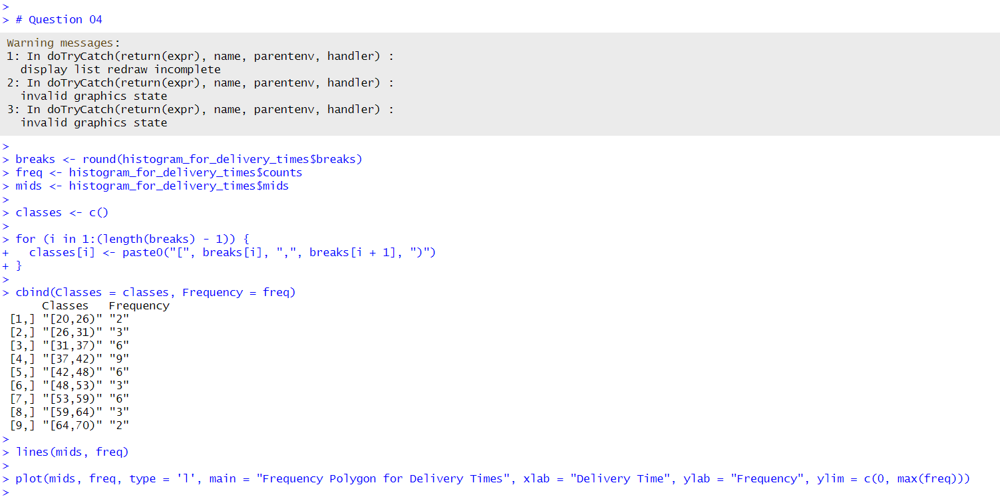 >
> # Question 04
Warning messages:
1: In doTryCatch(return(expr), name, parentenv, handler) :
  display list redraw incomplete
2: In doTryCatch(return(expr), name, parentenv, handler) :
  invalid graphics state
3: In doTryCatch(return(expr), name, parentenv, handler) :
  invalid graphics state
>
> breaks <- round(histogram_for_delivery_times$breaks)
> freq <- histogram_for_delivery_times$counts
> mids <- histogram_for_delivery_times$mids
>
> classes <- c()
>
> for (i in 1:(length(breaks) - 1)) {
+   classes[i] <- paste0("[", breaks[i], ",", breaks[i + 1], ")")
+ }
>
> cbind(Classes = classes, Frequency = freq)
      Classes   Frequency
 [1,] "[20,26)" "2"
 [2,] "[26,31)" "3"
 [3,] "[31,37)" "6"
 [4,] "[37,42)" "9"
 [5,] "[42,48)" "6"
 [6,] "[48,53)" "3"
 [7,] "[53,59)" "6"
 [8,] "[59,64)" "3"
 [9,] "[64,70)" "2"
>
> lines(mids, freq)
>
> plot(mids, freq, type = 'l', main = "Frequency Polygon for Delivery Times", xlab = "Delivery Time", ylab = "Frequency", ylim = c(0, max(freq)))
>